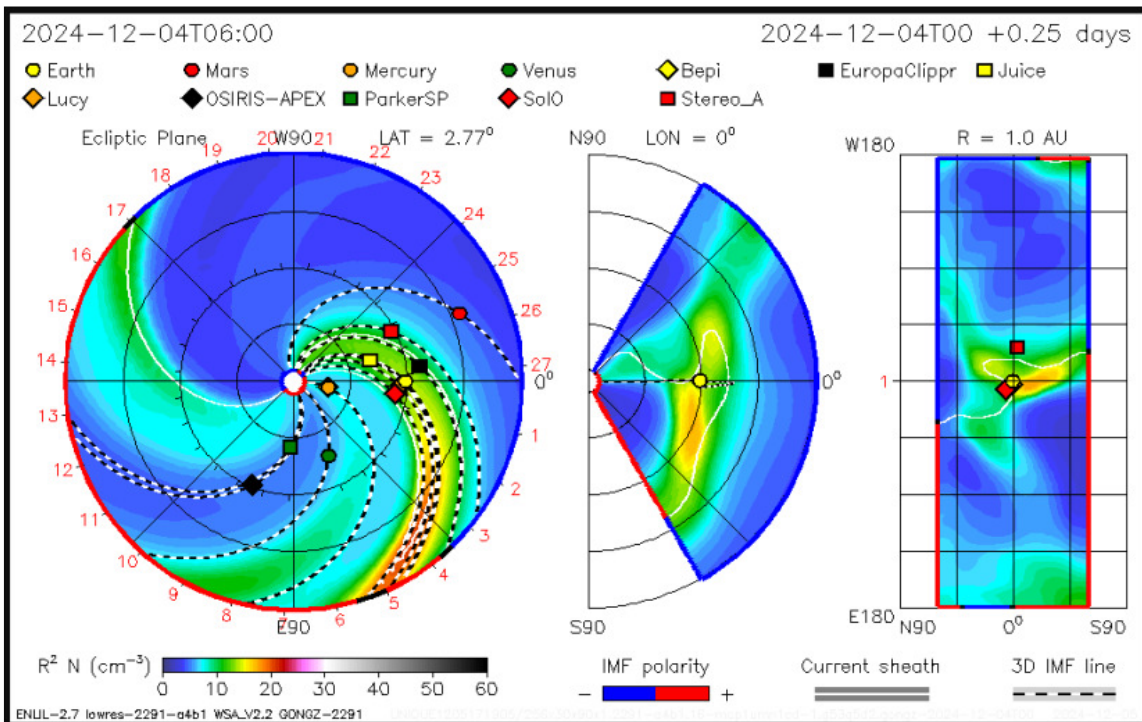 2024-12-04T06:00
2024-12-04T00 +0.25 days
Earth Mars Mercury Venus Bepi EuropaClippr Juice
Lucy OSIRIS-APEX ParkerSP SolO Stereo_A
Ecliptic Plane W90 LAT = 2.77°
N90 LON = 0°
R = 1.0 AU
W180
20 21
19 22
18 23
17 24
16 25
15 26
14 27
0°
0°
1
13
12 1
11 2
10 3
9 4
8 5
7 6
E90
S90
E180
N90 0° S90
R² N (cm⁻³)
0 10 20 30 40 50 60
IMF polarity
- +
Current sheath
3D IMF line
ENLIL-2.7 lowres-2291-a4b1 WSA_V2.2 GONGZ-2291